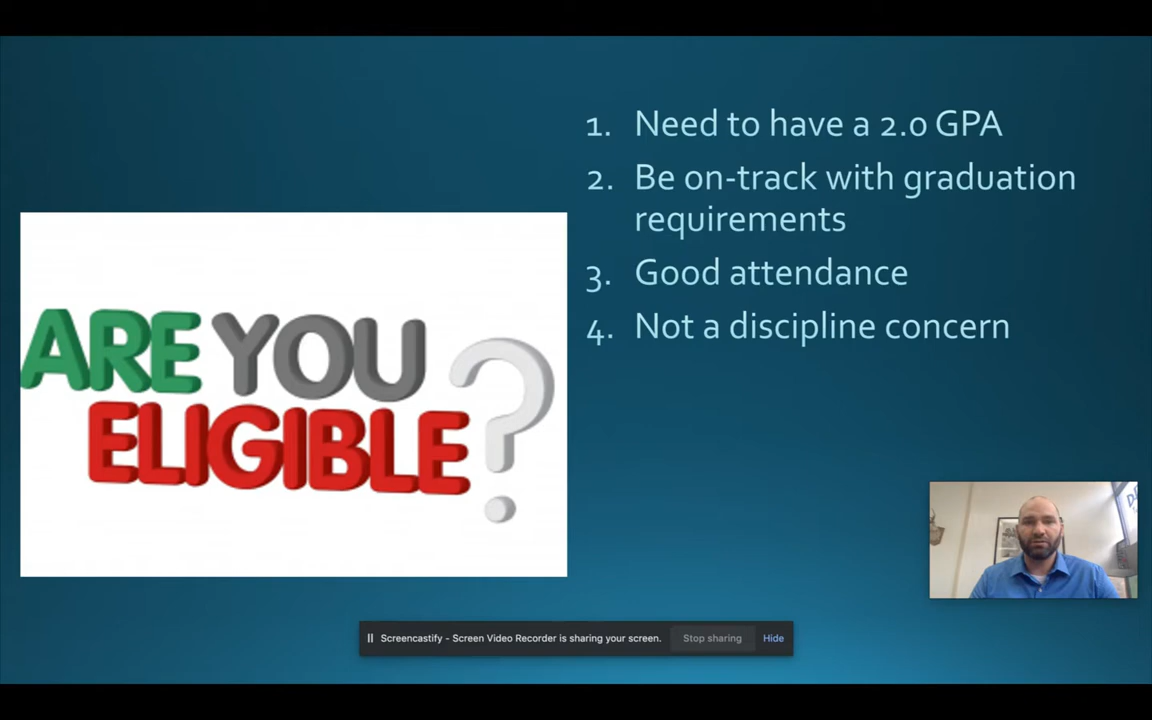 1. Need to have a 2.0 GPA
2. Be on-track with graduation
requirements
3. Good attendance
4. Not a discipline concern
ARE YOU
ELIGIBLE?
Screencastify - Screen Video Recorder is sharing your screen. Stop sharing Hide